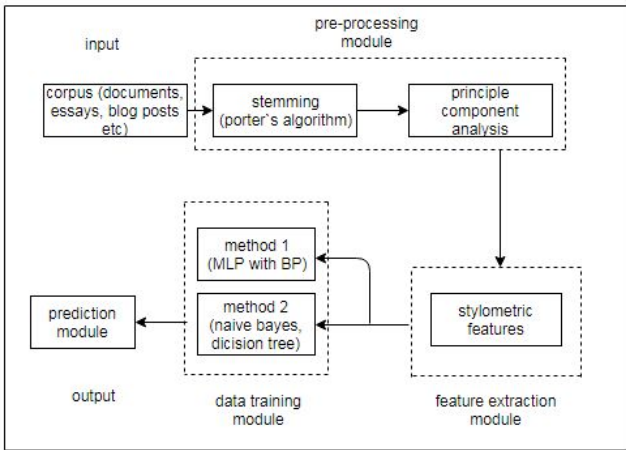 input
pre-processing
module
corpus (documents,
essays, blog posts
etc)
stemming
(porter`s algorithm)
principle
component
analysis
method 1
(MLP with BP)
method 2
(naive bayes,
dicision tree)
stylometric
features
prediction
module
output
data training
module
feature extraction
module